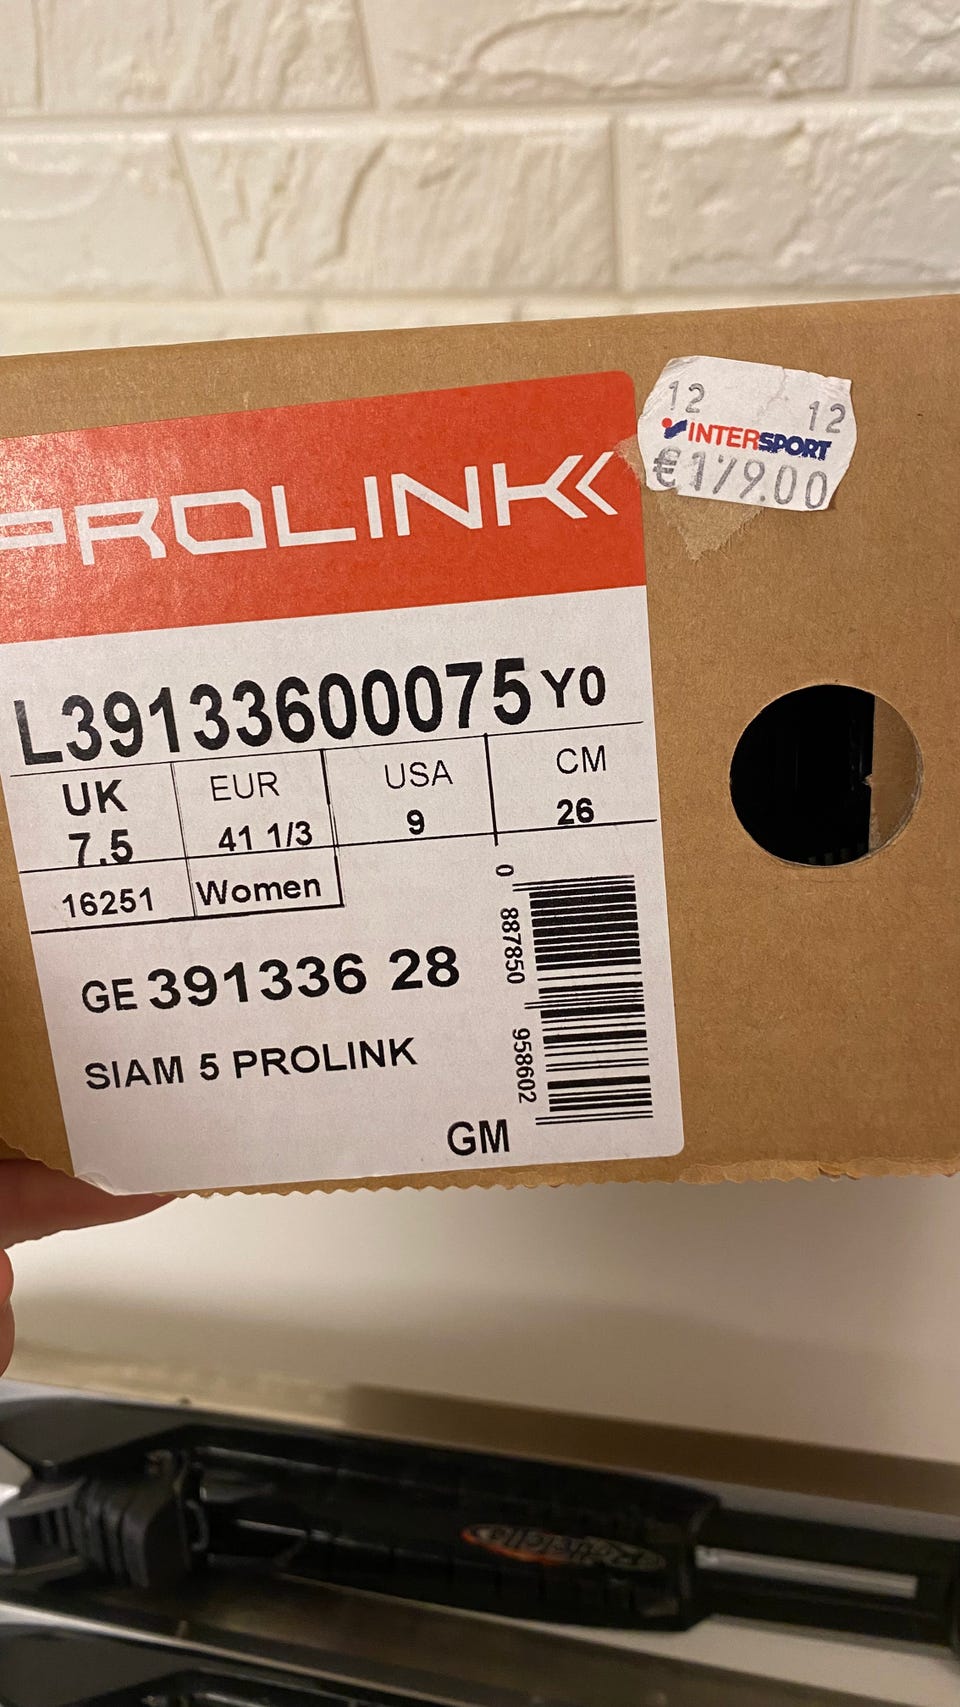 12 12
INTERSPORT
€179.00
PROLINK
L39133600075 Y0
UK EUR USA CM
7.5 41 1/3 9 26
16251 Women
GE 391336 28
SIAM 5 PROLINK
0 887850 958602
GM